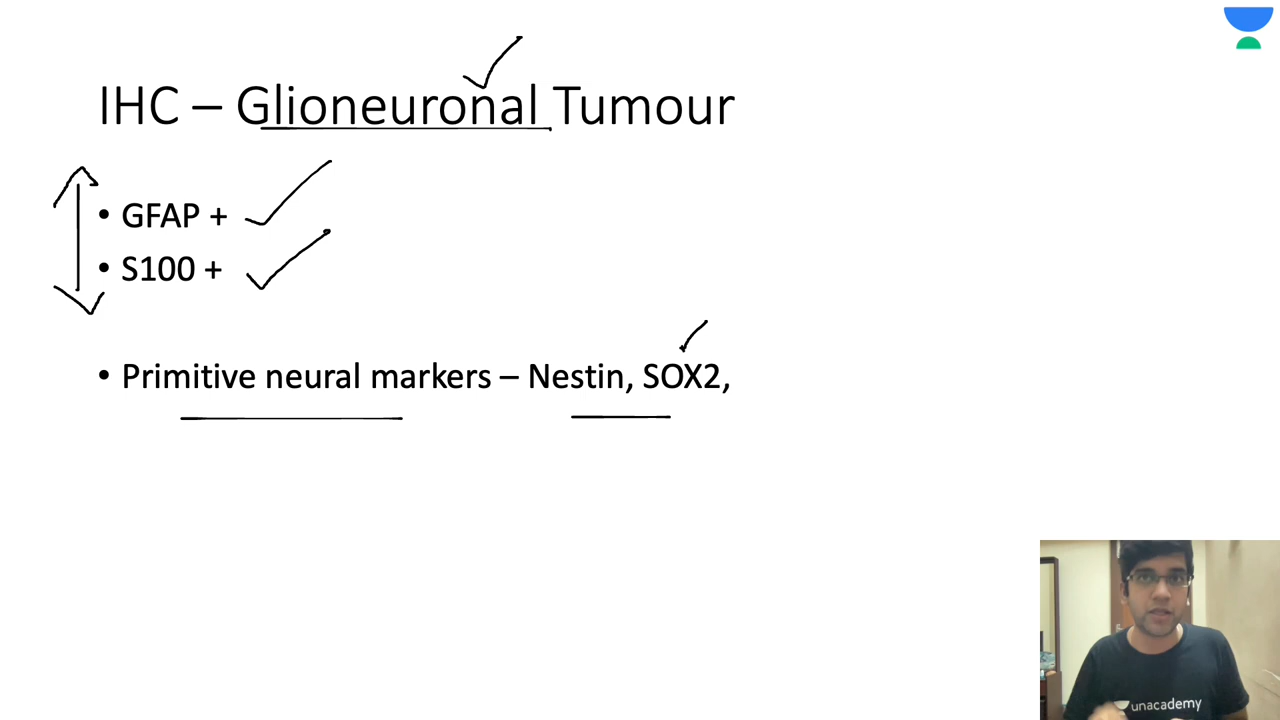 IHC – Glioneuronal Tumour
• GFAP +
• S100 +
• Primitive neural markers – Nestin, SOX2,
unacademy